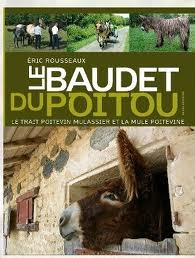 ÉRIC ROUSSEAUX
LE BAUDET
DU POITOU
LE TRAIT POITEVIN MULASSIER ET LA MULE POITEVINE